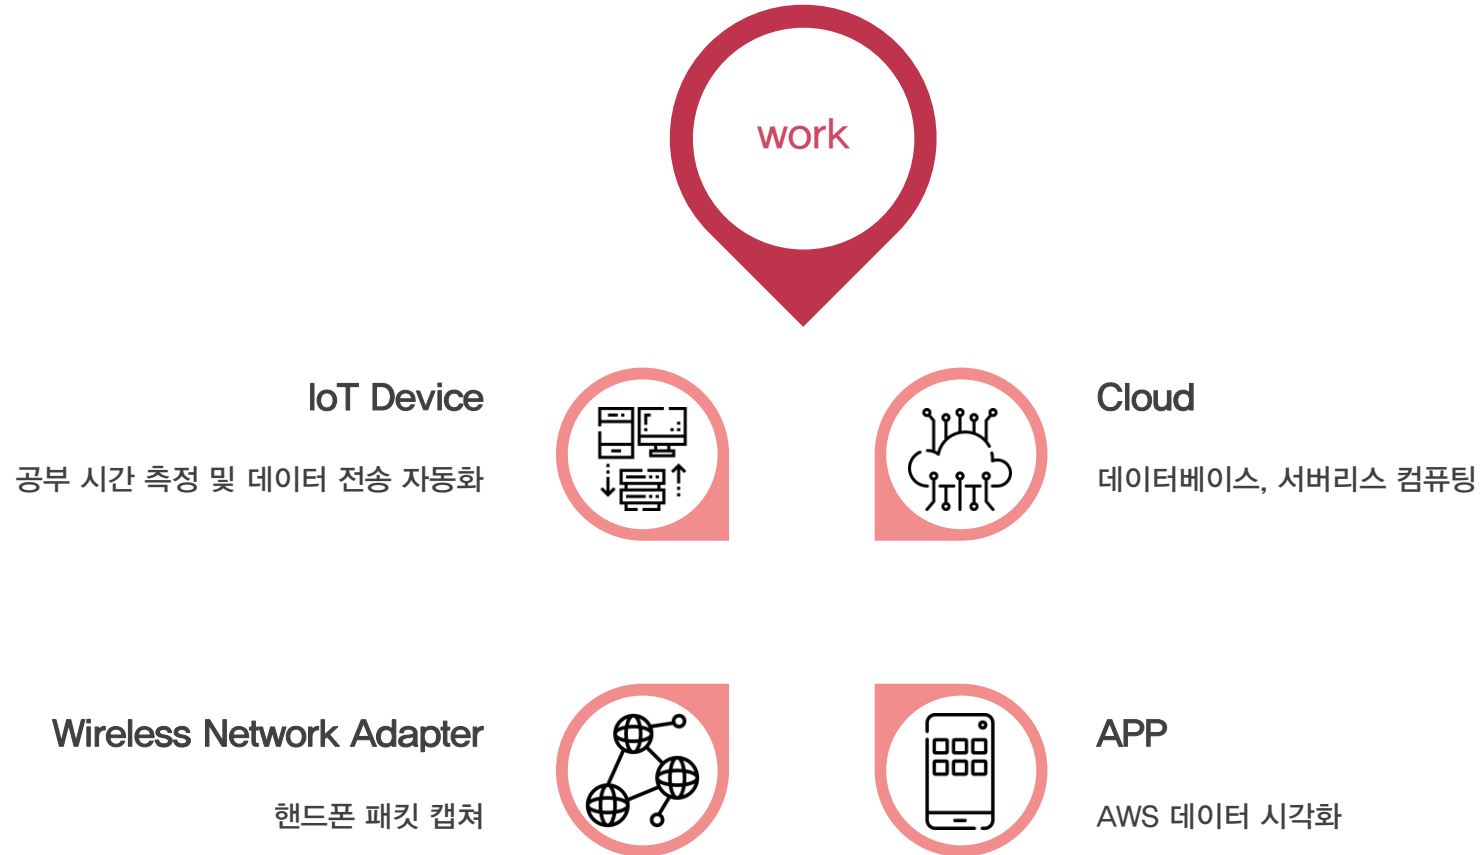 work
IoT Device
공부 시간 측정 및 데이터 전송 자동화
Cloud
데이터베이스, 서버리스 컴퓨팅
Wireless Network Adapter
핸드폰 패킷 캡쳐
APP
AWS 데이터 시각화